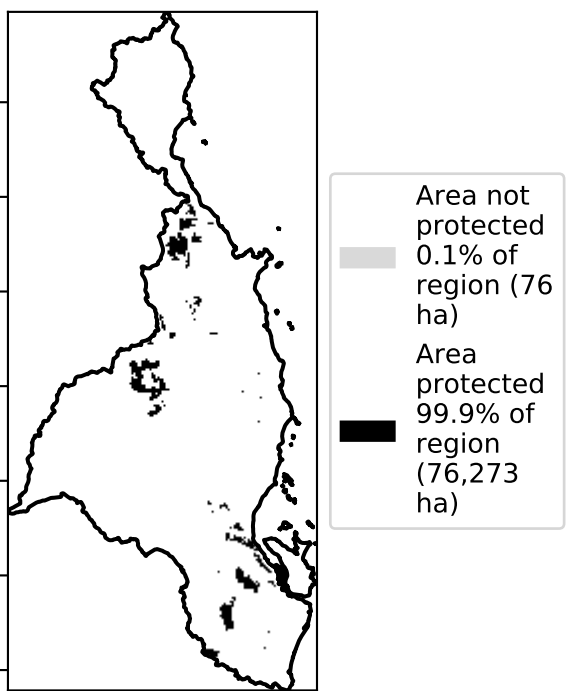 Area not
protected
0.1% of
region (76
ha)
Area
protected
99.9% of
region
(76,273
ha)